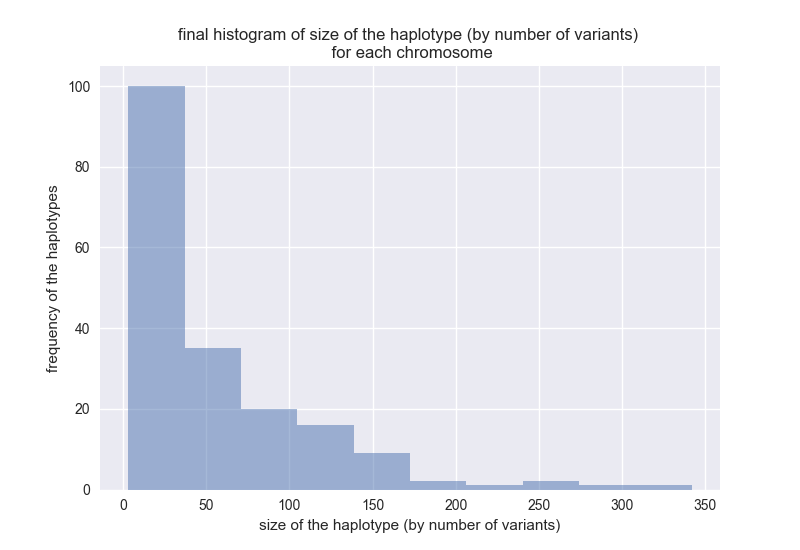 final histogram of size of the haplotype (by number of variants)
for each chromosome
frequency of the haplotypes
100
80
60
40
20
0
0 50 100 150 200 250 300 350
size of the haplotype (by number of variants)